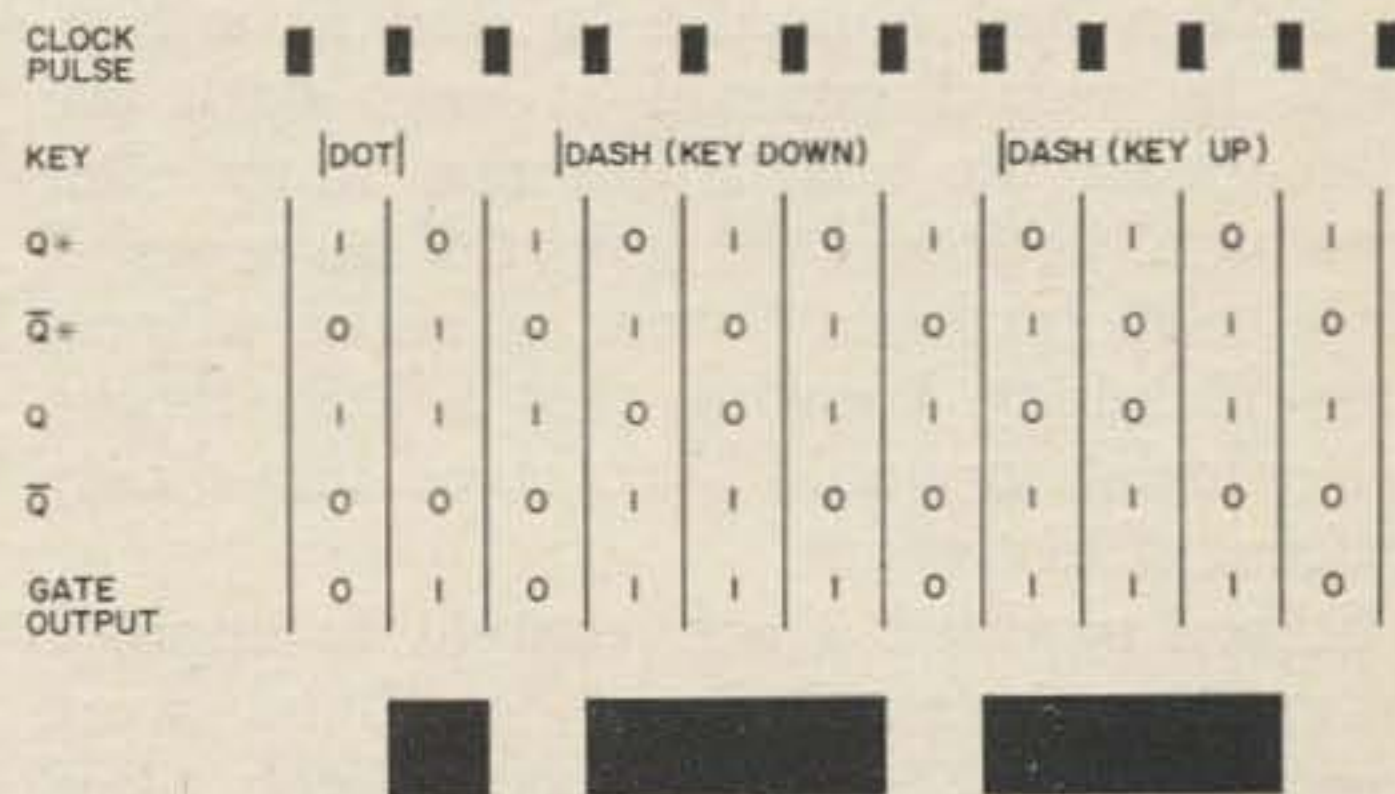 CLOCK
PULSE
KEY |DOT| |DASH (KEY DOWN) |DASH (KEY UP)
Q* 1 0 1 0 1 0 1 0 1 0 1
Q̅* 0 1 0 1 0 1 0 1 0 1 0
Q 1 1 1 0 0 1 1 0 0 1 1
Q̅ 0 0 0 1 1 0 0 1 1 0 0
GATE
OUTPUT 0 1 0 1 1 1 0 1 1 1 0